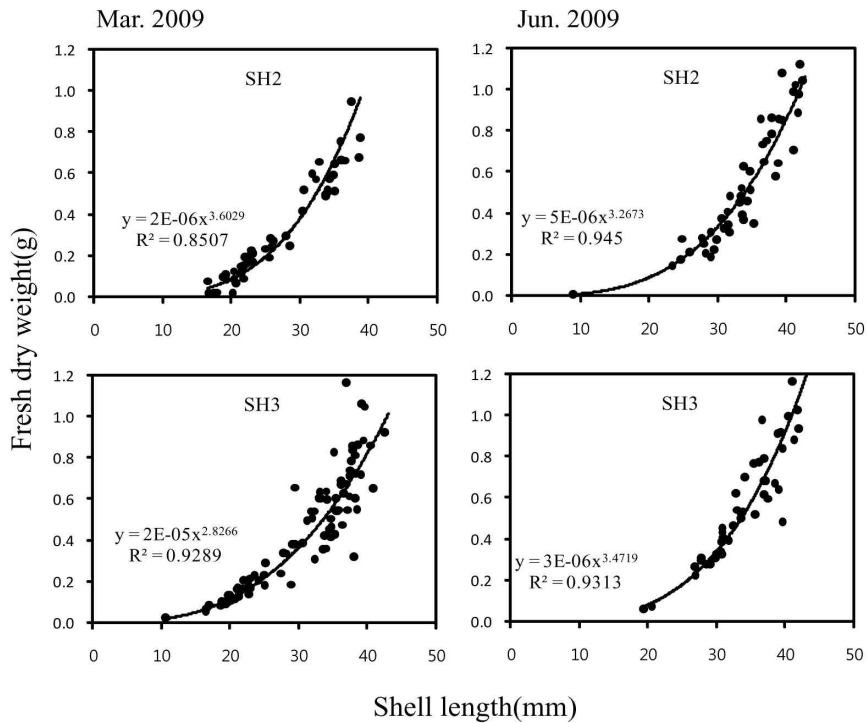 Mar. 2009
Jun. 2009
Fresh dry weight(g)
1.2
1.0
0.8
0.6
0.4
0.2
0.0
SH2
y = 2E-06x^3.6029
R² = 0.8507
0 10 20 30 40 50
1.2
1.0
0.8
0.6
0.4
0.2
0.0
SH2
y = 5E-06x^3.2673
R² = 0.945
0 10 20 30 40 50
1.2
1.0
0.8
0.6
0.4
0.2
0.0
SH3
y = 2E-05x^2.8266
R² = 0.9289
0 10 20 30 40 50
1.2
1.0
0.8
0.6
0.4
0.2
0.0
SH3
y = 3E-06x^3.4719
R² = 0.9313
0 10 20 30 40 50
Shell length(mm)